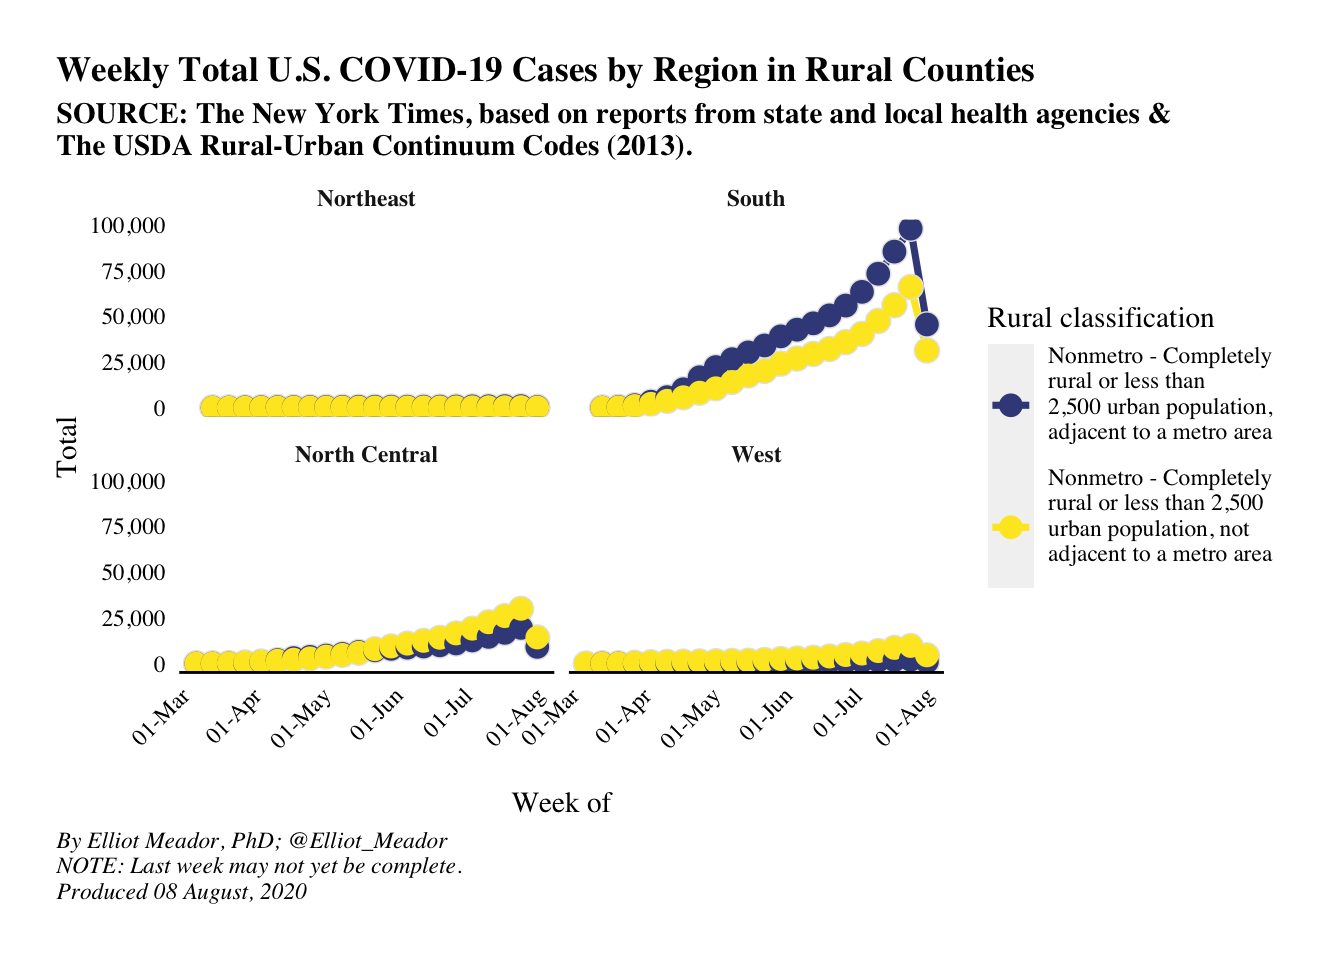 Weekly Total U.S. COVID-19 Cases by Region in Rural Counties
SOURCE: The New York Times, based on reports from state and local health agencies &
The USDA Rural-Urban Continuum Codes (2013).
Northeast
South
100,000
75,000
50,000
25,000
0
North Central
West
100,000
75,000
50,000
25,000
0
Total
01-Mar
01-Apr
01-May
01-Jun
01-Jul
01-Aug
01-Mar
01-Apr
01-May
01-Jun
01-Jul
01-Aug
Week of
Rural classification
Nonmetro - Completely
rural or less than
2,500 urban population,
adjacent to a metro area
Nonmetro - Completely
rural or less than 2,500
urban population, not
adjacent to a metro area
By Elliot Meador, PhD; @Elliot_Meador
NOTE: Last week may not yet be complete.
Produced 08 August, 2020